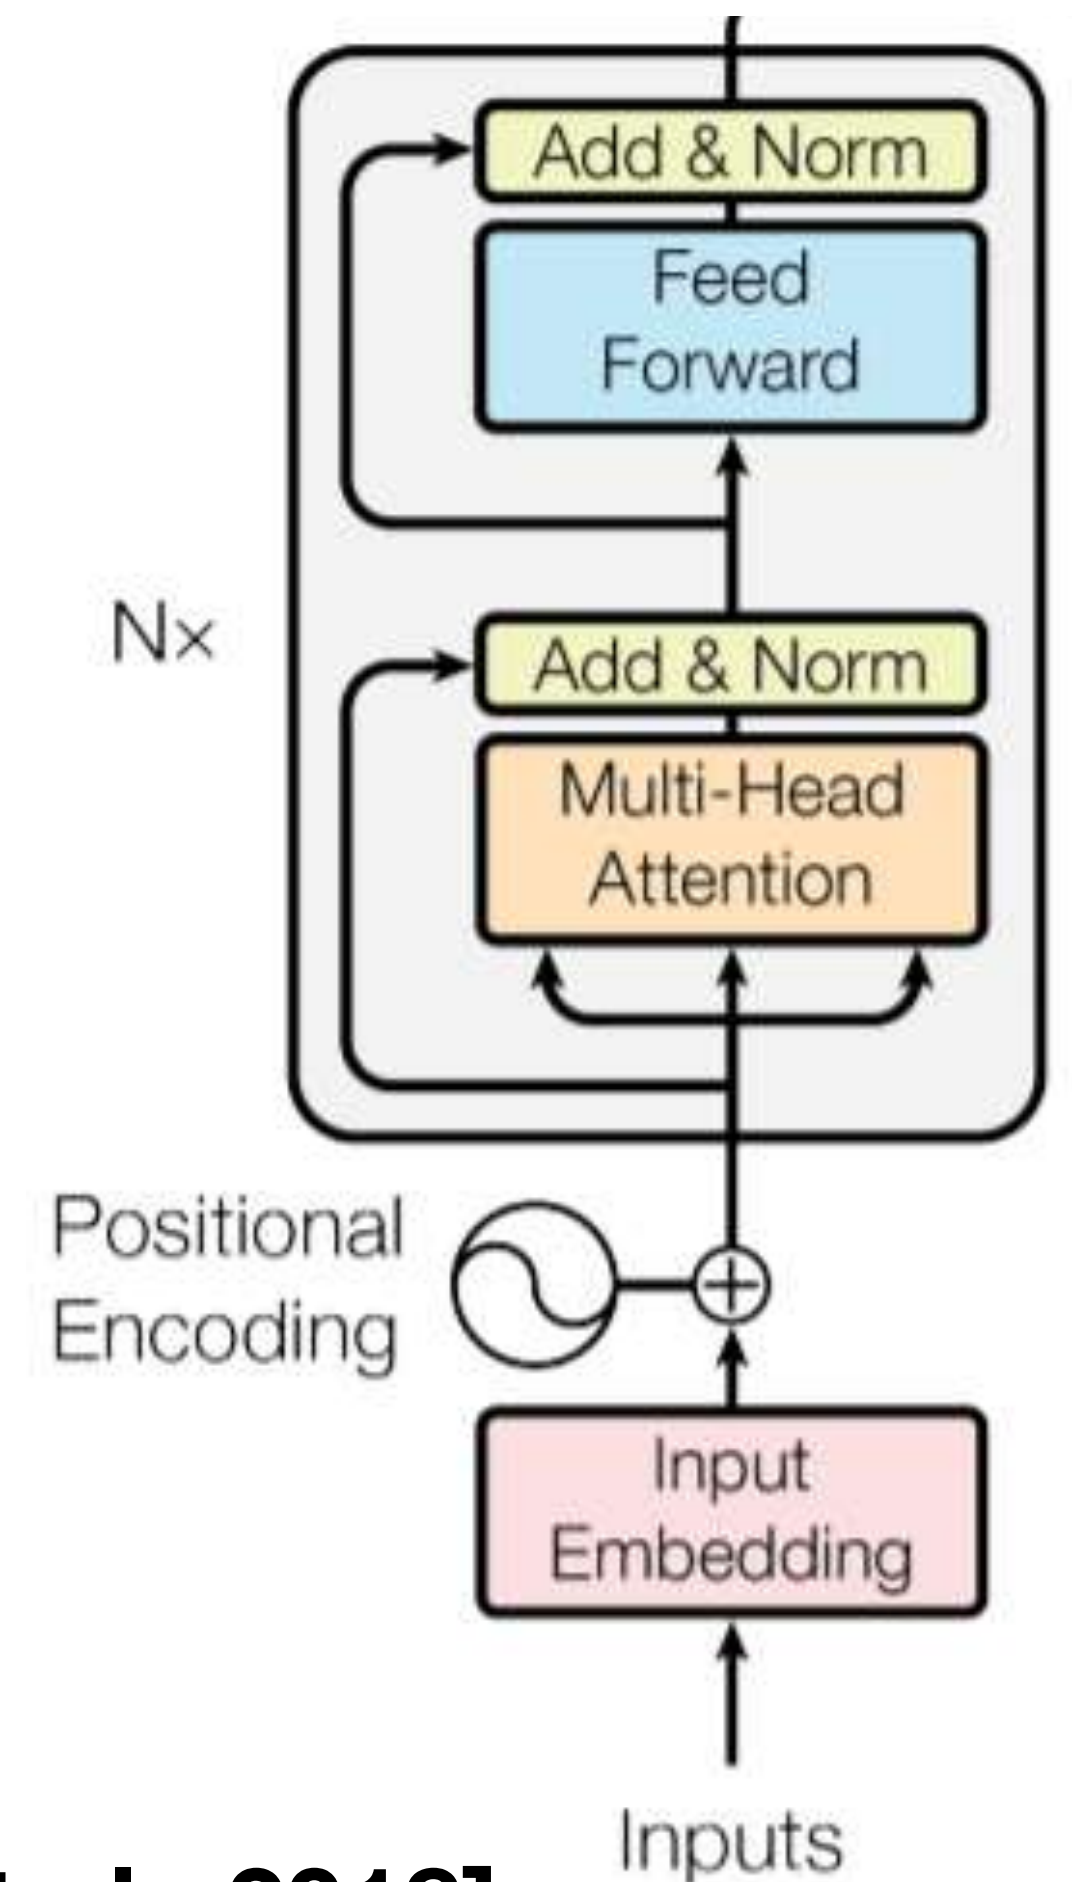 Add & Norm
Feed
Forward
Nx
Add & Norm
Multi-Head
Attention
Positional
Encoding
Input
Embedding
Inputs